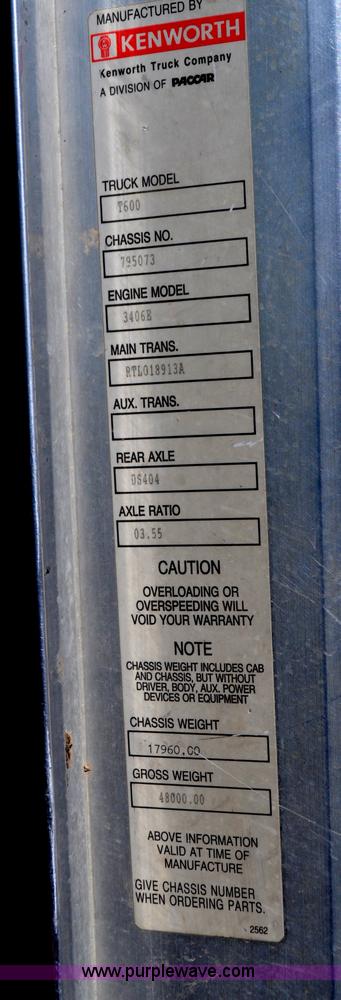 MANUFACTURED BY
KENWORTH
Kenworth Truck Company
A DIVISION OF PACCAR
TRUCK MODEL
T600
CHASSIS NO.
795073
ENGINE MODEL
3406E
MAIN TRANS.
RTLO18913A
AUX. TRANS.
REAR AXLE
DS404
AXLE RATIO
03.55
CAUTION
OVERLOADING OR
OVERSPEEDING WILL
VOID YOUR WARRANTY
NOTE
CHASSIS WEIGHT INCLUDES CAB
AND CHASSIS, BUT WITHOUT
DRIVER, BODY, AUX. POWER
DEVICES OR EQUIPMENT
CHASSIS WEIGHT
17960.00
GROSS WEIGHT
48000.00
ABOVE INFORMATION
VALID AT TIME OF
MANUFACTURE
GIVE CHASSIS NUMBER
WHEN ORDERING PARTS.
2562
www.purplewave.com